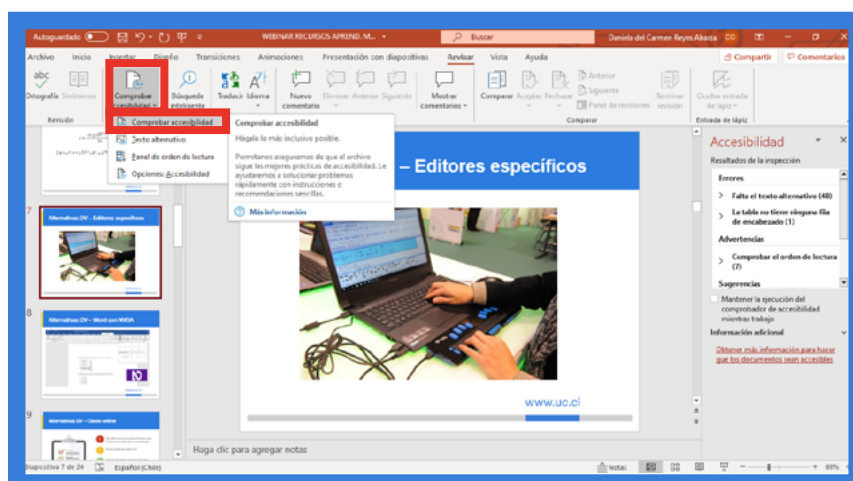 Autoguardado
WEBINAR RECURSOS APREND. M...
Buscar
Daniela del Carmen Reyes Abarza DD
Archivo Inicio Insertar Diseño Transiciones Animaciones Presentación con diapositivas Revisar Vista Ayuda
Compartir Comentarios
Ortografía Sinónimos
Comprobar accesibilidad
Búsqueda inteligente
Traducir Idioma
Nuevo comentario
Eliminar Anterior Siguiente
Mostrar comentarios
Comparar Aceptar Rechazar
Anterior
Siguiente
Panel de revisiones
Terminar revisión
Ocultar entrada de lápiz
Revisión
Comparar
Entrada de lápiz
Comprobar accesibilidad
Texto alternativo
Panel de orden de lectura
Opciones: Accesibilidad
Comprobar accesibilidad
Hágalo lo más inclusivo posible.
Permítanos asegurarnos de que el archivo
sigue las mejores prácticas de accesibilidad. Le
ayudaremos a solucionar problemas
rápidamente con instrucciones o
recomendaciones sencillas.
Más información
– Editores específicos
www.uc.cl
7
Alternativas DV – Editores específicos
8
Alternativas DV – Word con NVDA
9
Alternativas DV – Clases online
Accesibilidad
Resultados de la inspección
Errores
> Falta el texto alternativo (48)
> La tabla no tiene ninguna fila
de encabezado (1)
Advertencias
> Comprobar el orden de lectura
(7)
Sugerencias
Mantener la ejecución del
comprobador de accesibilidad
mientras trabajo
Información adicional
Obtener más información para hacer
que los documentos sean accesibles
Haga clic para agregar notas
Diapositiva 7 de 24 Español (Chile)
Notas
60%